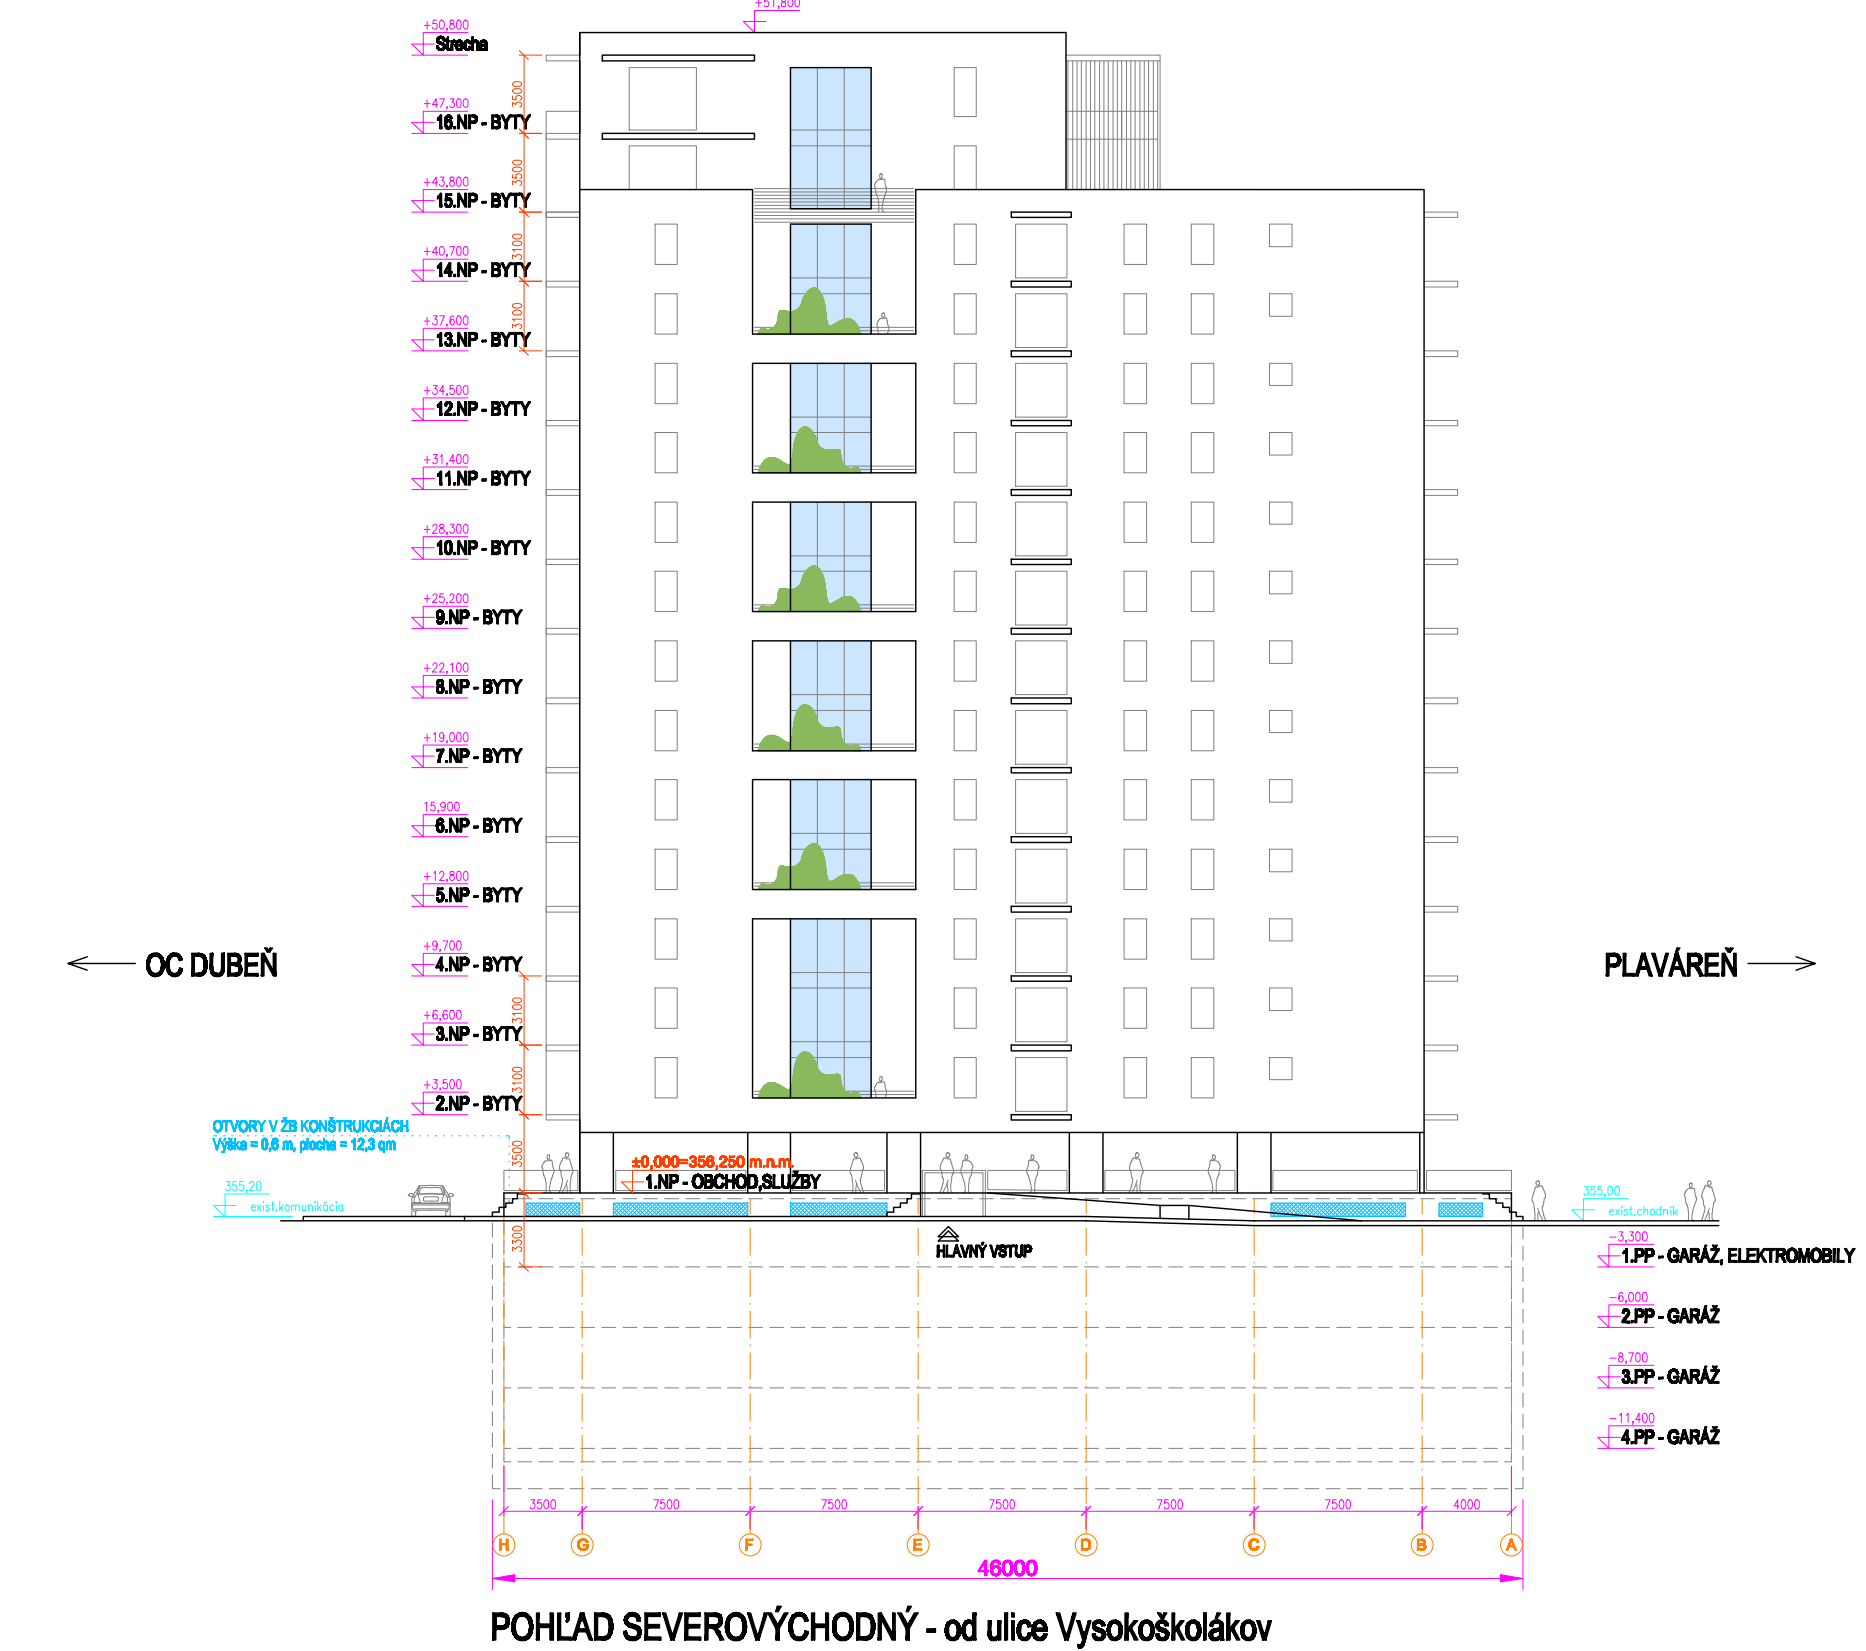 +51,800
+50,800
Strecha
3500
+47,300
16.NP - BYTY
3500
+43,800
15.NP - BYTY
3100
+40,700
14.NP - BYTY
3100
+37,600
13.NP - BYTY
+34,500
12.NP - BYTY
+31,400
11.NP - BYTY
+28,300
10.NP - BYTY
+25,200
9.NP - BYTY
+22,100
8.NP - BYTY
+19,000
7.NP - BYTY
15,900
6.NP - BYTY
+12,800
5.NP - BYTY
+9,700
4.NP - BYTY
OC DUBEŇ
PLAVÁREŇ
3100
+6,600
3.NP - BYTY
3100
+3,500
2.NP - BYTY
OTVORY V ŽB KONŠTRUKCIÁCH
Výška = 0,6 m, plocha = 12,3 qm
3500
±0,000=356,250 m.n.m.
1.NP - OBCHOD,SLUŽBY
355,20
exist.komunikácia
355,00
exist.chodník
3300
HLAVNÝ VSTUP
-3,300
1.PP - GARÁŽ, ELEKTROMOBILY
-6,000
2.PP - GARÁŽ
-8,700
3.PP - GARÁŽ
-11,400
4.PP - GARÁŽ
3500 7500 7500 7500 7500 7500 4000
H G F E D C B A
46000
POHĽAD SEVEROVÝCHODNÝ - od ulice Vysokoškolákov